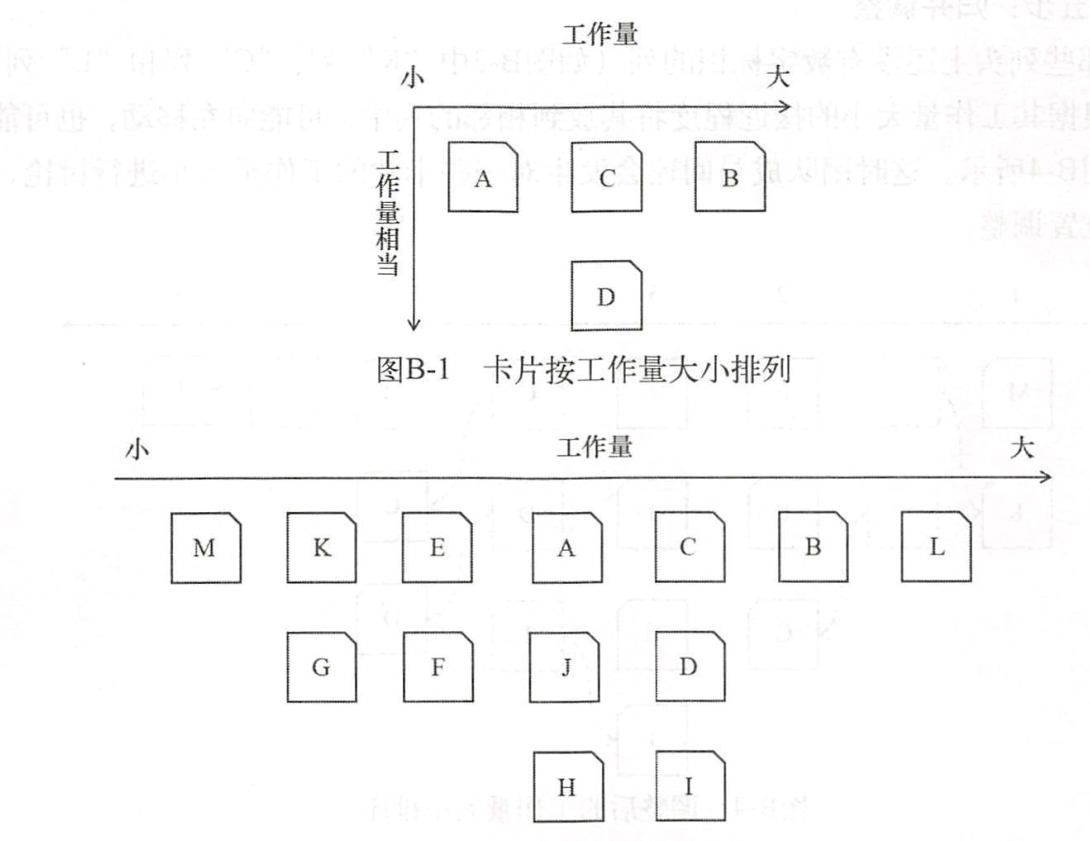 工作量
小 大
工作量相当
A C B
D
图B-1 卡片按工作量大小排列
小 工作量 大
M K E A C B L
G F J D
H I